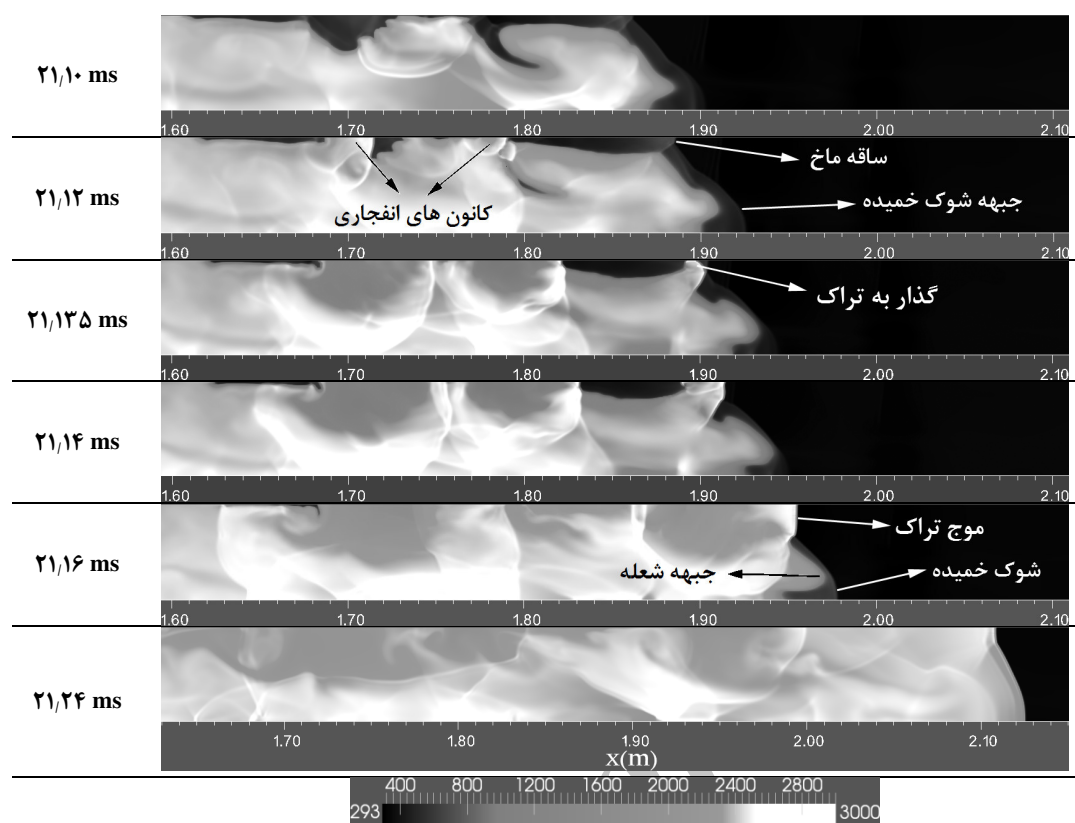 ۲۱٫۱۰ ms
1.60 1.70 1.80 1.90 2.00 2.10
۲۱٫۱۲ ms
ساقه ماخ
جبهه شوک خمیده
کانون های انفجاری
1.60 1.70 1.80 1.90 2.00 2.10
۲۱٫۱۳۵ ms
گذار به تراک
1.60 1.70 1.80 1.90 2.00 2.10
۲۱٫۱۴ ms
1.60 1.70 1.80 1.90 2.00 2.10
۲۱٫۱۶ ms
موج تراک
شوک خمیده
جبهه شعله
1.60 1.70 1.80 1.90 2.00 2.10
۲۱٫۲۴ ms
1.70 1.80 1.90 2.00 2.10
x(m)
400 800 1200 1600 2000 2400 2800
293 3000